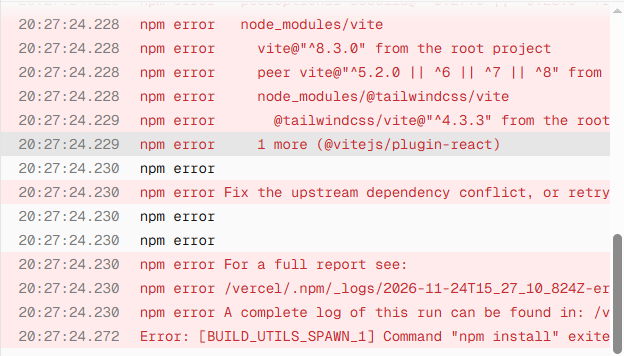 20:27:24.228 npm error node_modules/vite
20:27:24.228 npm error vite@"^8.3.0" from the root project
20:27:24.228 npm error peer vite@"^5.2.0 || ^6 || ^7 || ^8" from
20:27:24.228 npm error node_modules/@tailwindcss/vite
20:27:24.229 npm error @tailwindcss/vite@"^4.3.3" from the root
20:27:24.229 npm error 1 more (@vitejs/plugin-react)
20:27:24.230 npm error
20:27:24.230 npm error Fix the upstream dependency conflict, or retry
20:27:24.230 npm error
20:27:24.230 npm error
20:27:24.230 npm error For a full report see:
20:27:24.230 npm error /vercel/.npm/_logs/2026-11-24T15_27_10_824Z-er
20:27:24.230 npm error A complete log of this run can be found in: /v
20:27:24.272 Error: [BUILD_UTILS_SPAWN_1] Command "npm install" exite